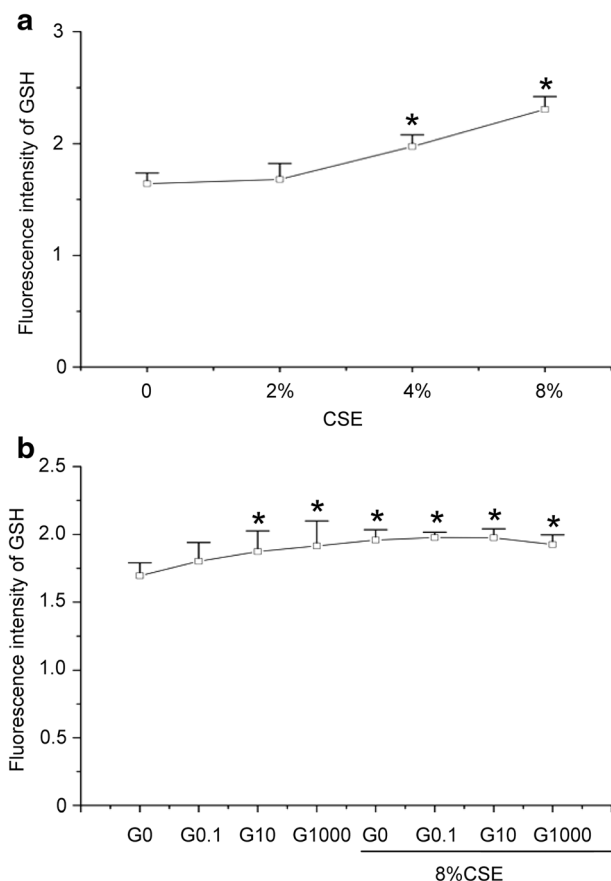 a
Fluorescence intensity of GSH
3
2
1
0
*
*
0 2% 4% 8%
CSE
b
Fluorescence intensity of GSH
2.5
2.0
1.5
1.0
0.5
0
* * * * * *
G0 G0.1 G10 G1000 G0 G0.1 G10 G1000
8%CSE